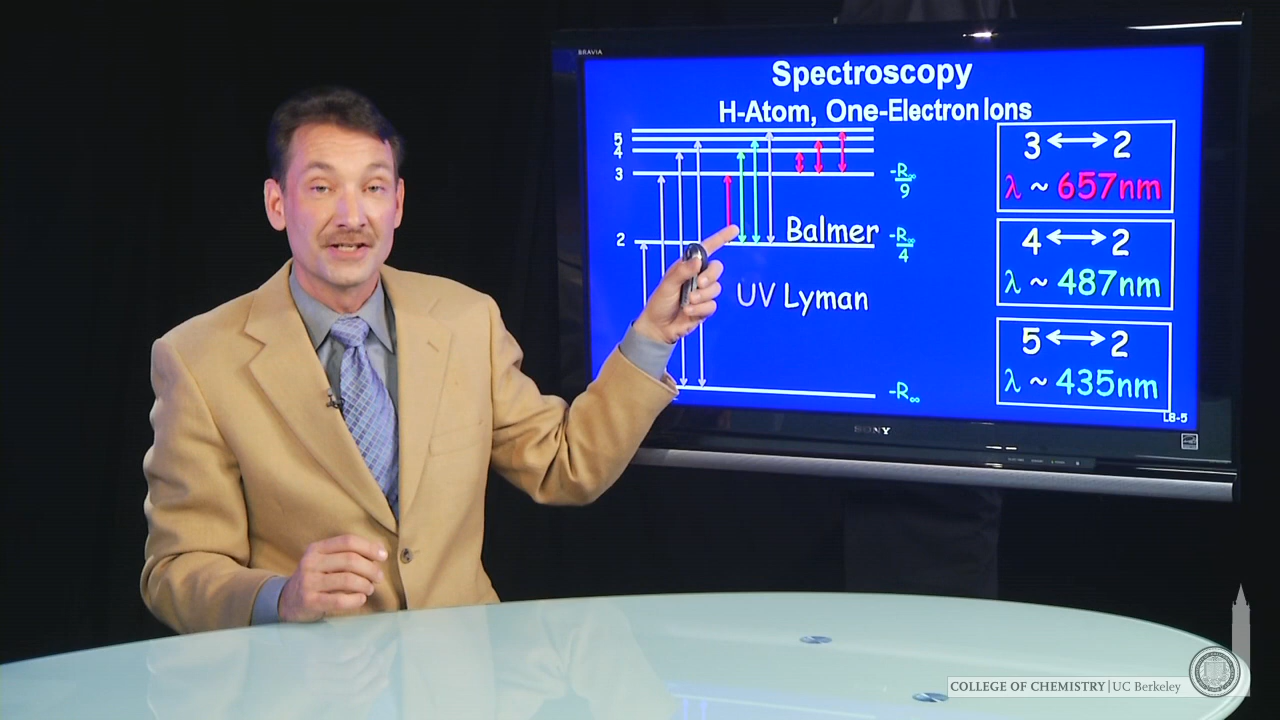 BRAVIA
Spectroscopy
H-Atom, One-Electron Ions
5
4
3
2
-R∞
9
-R∞
4
-R∞
Balmer
UV Lyman
3 ⟷ 2
λ ~ 657nm
4 ⟷ 2
λ ~ 487nm
5 ⟷ 2
λ ~ 435nm
L8-5
SONY
COLLEGE OF CHEMISTRY | UC Berkeley